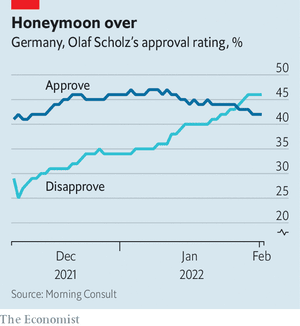 Honeymoon over
Germany, Olaf Scholz’s approval rating, %
50
Approve
45
40
35
30
Disapprove
25
20
Dec
Jan
Feb
2021
2022
Source: Morning Consult
The Economist